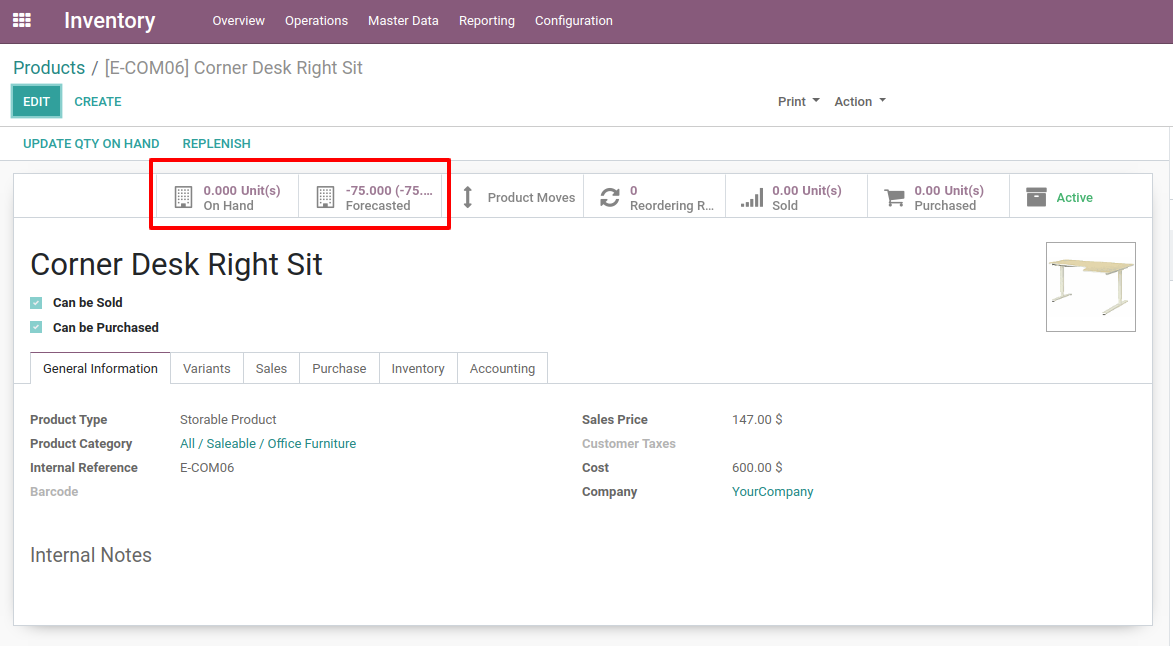 Inventory Overview Operations Master Data Reporting Configuration
Products / [E-COM06] Corner Desk Right Sit
EDIT CREATE Print Action
UPDATE QTY ON HAND REPLENISH
0.000 Unit(s)
On Hand
-75.000 (-75....
Forecasted
Product Moves
0
Reordering R...
0.00 Unit(s)
Sold
0.00 Unit(s)
Purchased
Active
Corner Desk Right Sit
Can be Sold
Can be Purchased
General Information Variants Sales Purchase Inventory Accounting
Product Type Storable Product
Product Category All / Saleable / Office Furniture
Internal Reference E-COM06
Barcode
Sales Price 147.00 $
Customer Taxes
Cost 600.00 $
Company YourCompany
Internal Notes